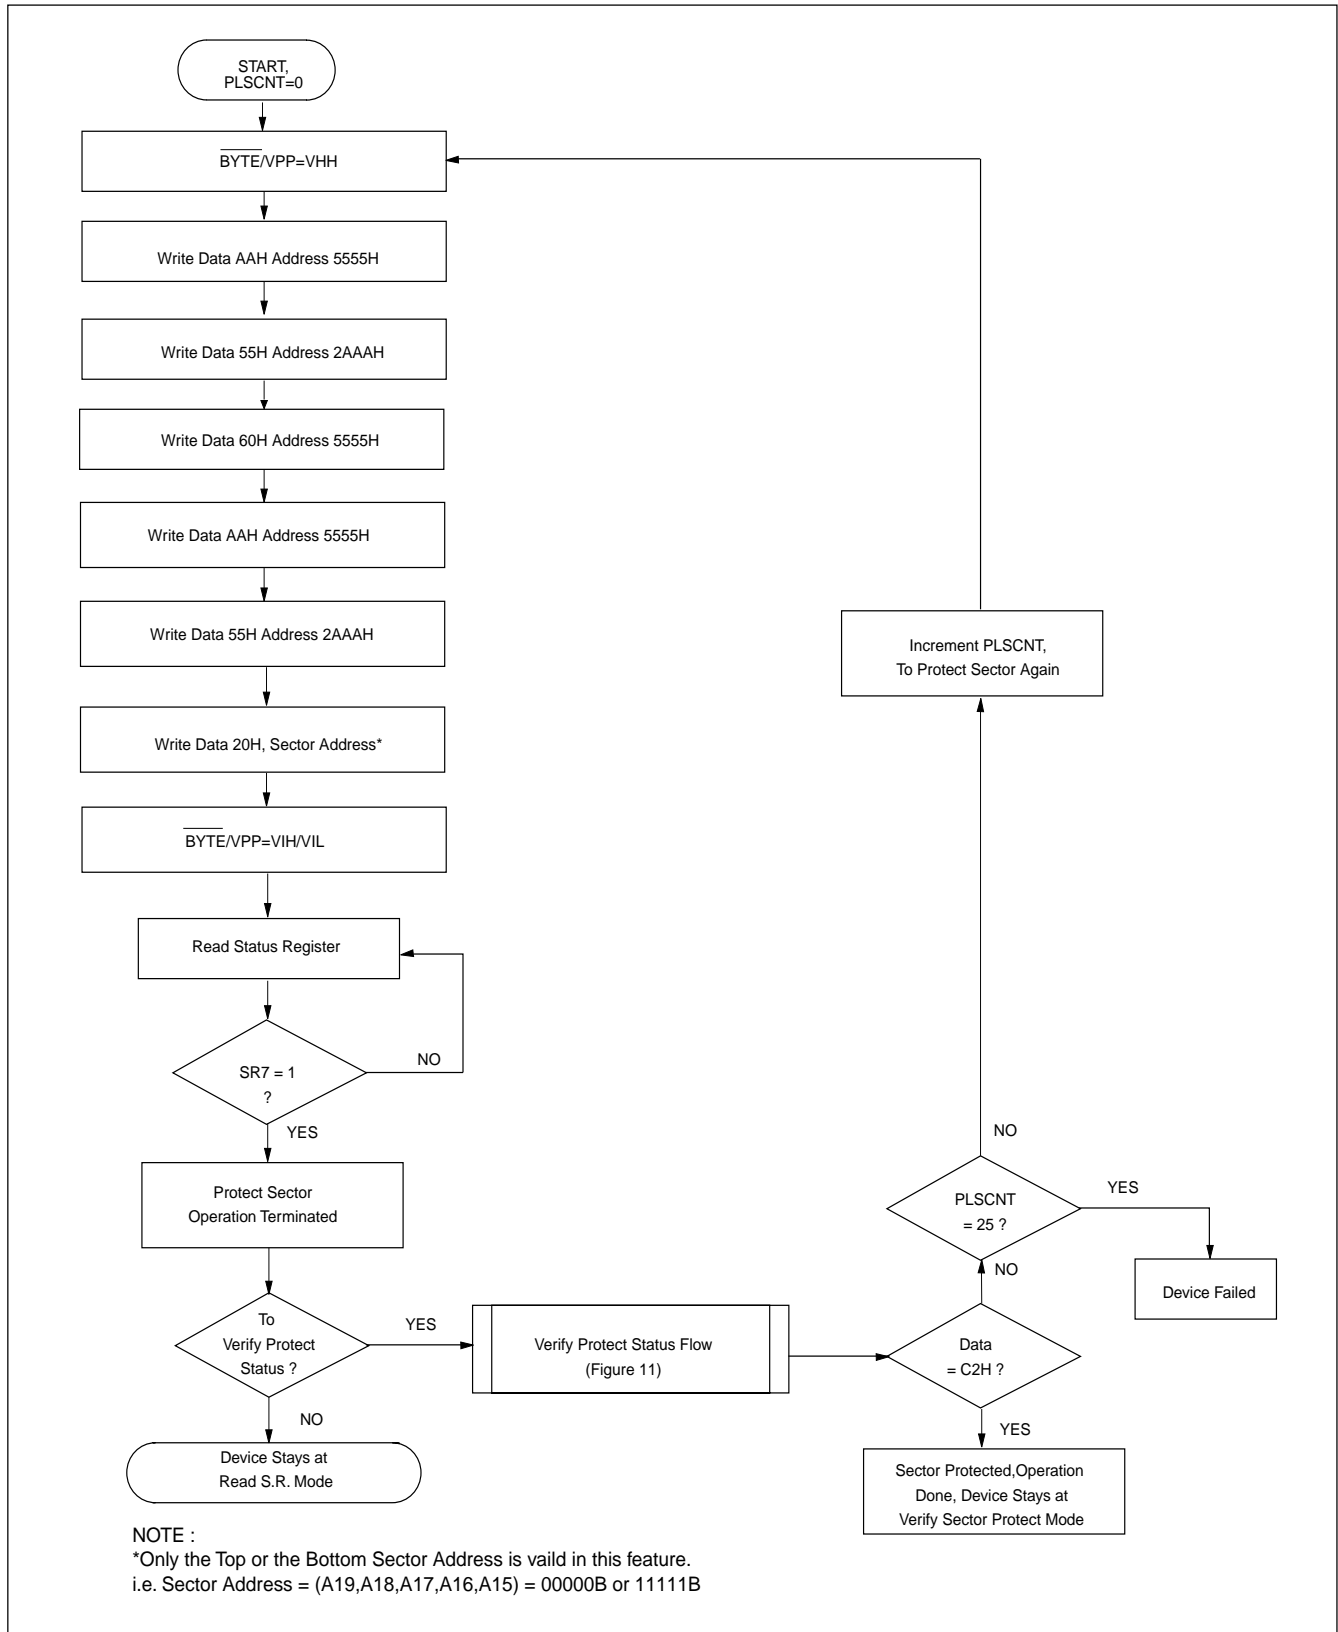 START,
PLSCNT=0
BYTE/VPP=VHH
Write Data AAH Address 5555H
Write Data 55H Address 2AAAH
Write Data 60H Address 5555H
Write Data AAH Address 5555H
Write Data 55H Address 2AAAH
Write Data 20H, Sector Address*
BYTE/VPP=VIH/VIL
Read Status Register
SR7 = 1
?
NO
YES
Protect Sector
Operation Terminated
To
Verify Protect
Status ?
YES
NO
Device Stays at
Read S.R. Mode
Verify Protect Status Flow
(Figure 11)
Data
= C2H ?
YES
Sector Protected,Operation
Done, Device Stays at
Verify Sector Protect Mode
NO
PLSCNT
= 25 ?
YES
Device Failed
NO
Increment PLSCNT,
To Protect Sector Again
NOTE :
*Only the Top or the Bottom Sector Address is vaild in this feature.
i.e. Sector Address = (A19,A18,A17,A16,A15) = 00000B or 11111B